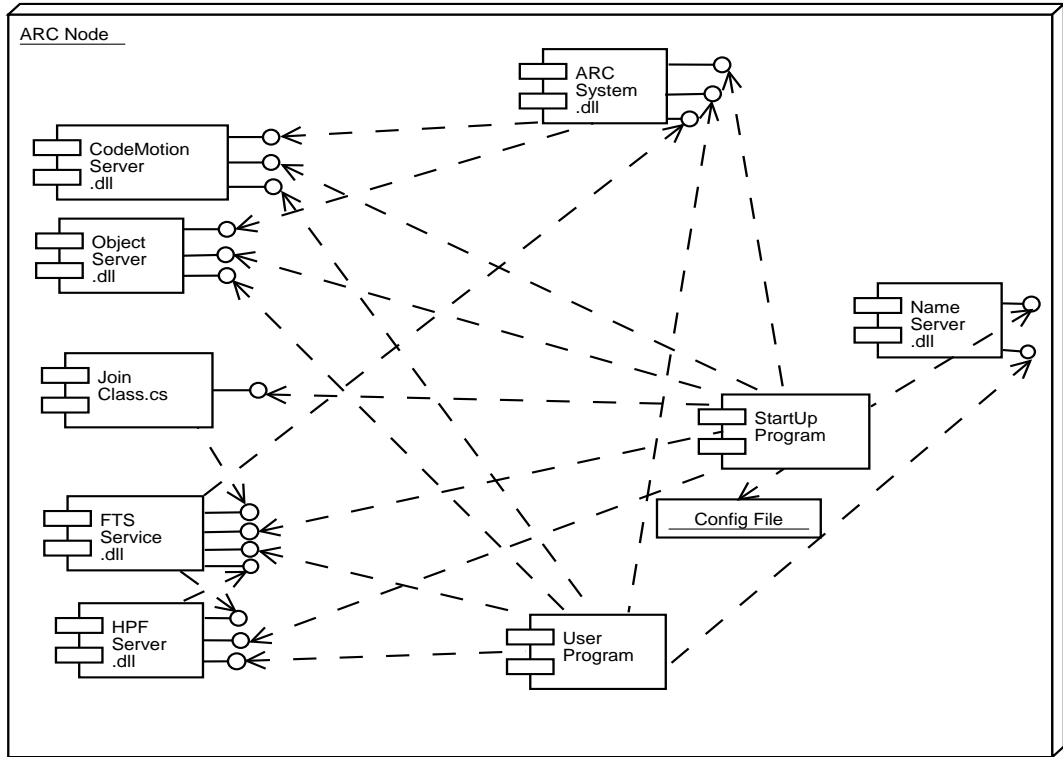 ARC Node
ARC
System
.dll
CodeMotion
Server
.dll
Object
Server
.dll
Name
Server
.dll
Join
Class.cs
StartUp
Program
FTS
Service
.dll
Config File
HPF
Server
.dll
User
Program